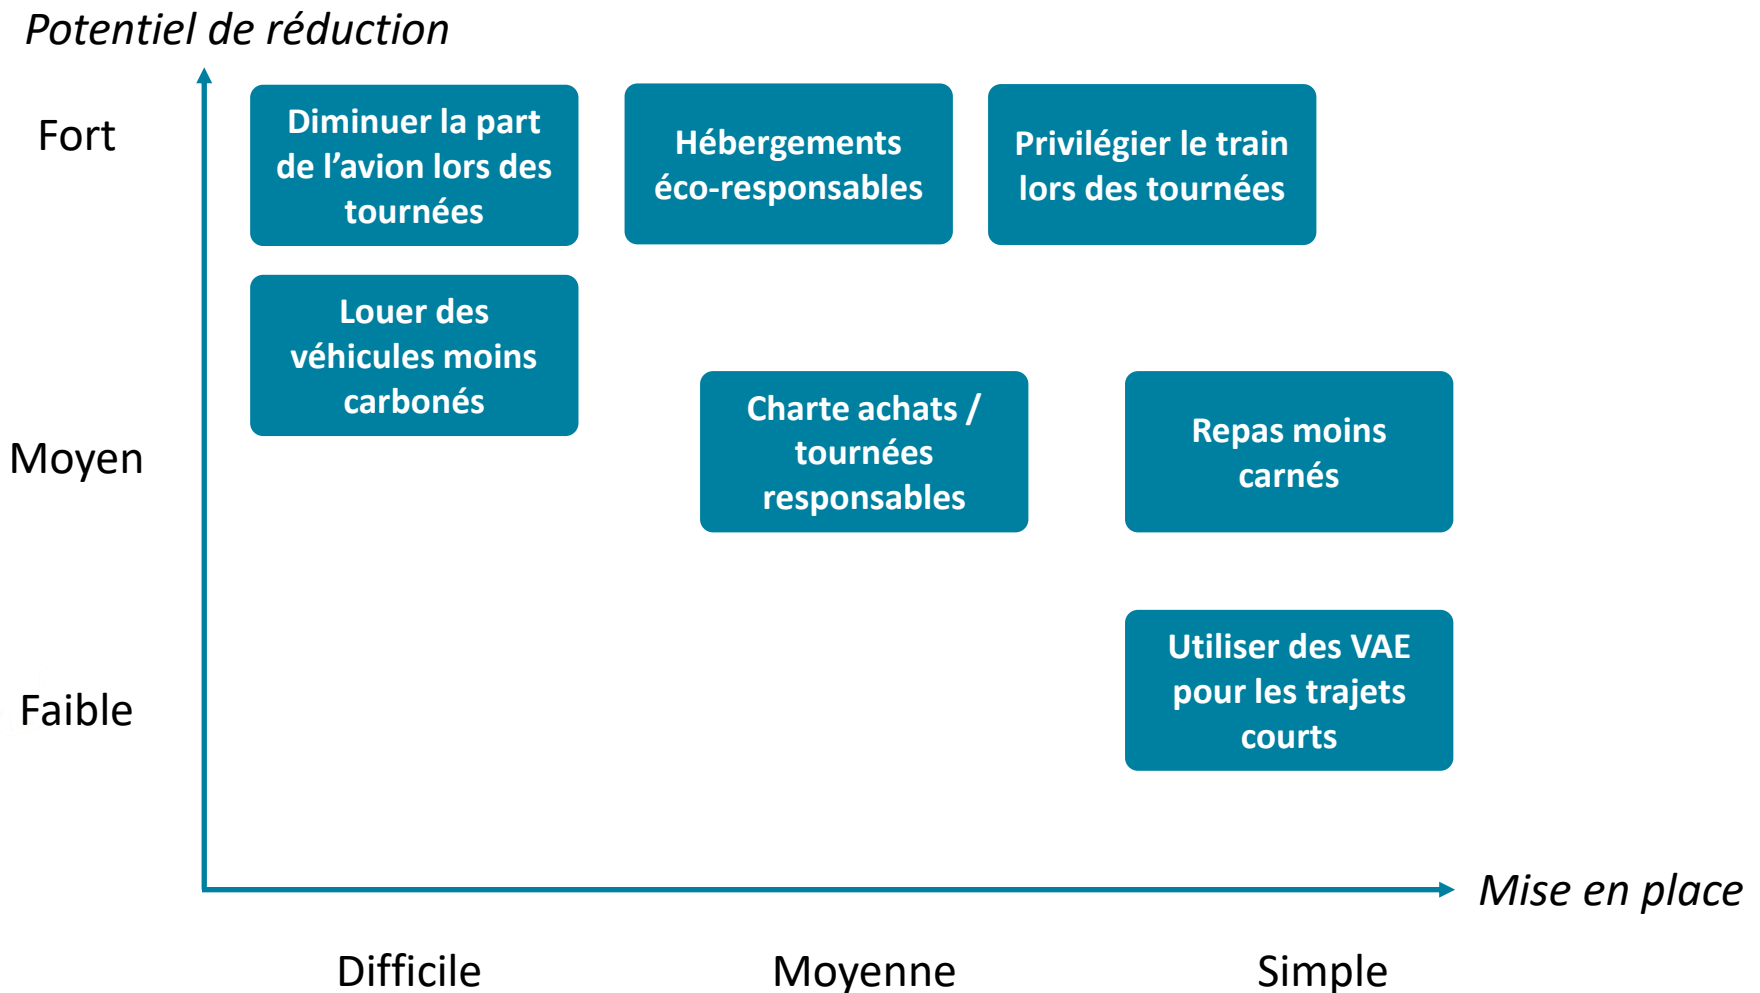 Potentiel de réduction
Fort
Diminuer la part
de l’avion lors des
tournées
Hébergements
éco-responsables
Privilégier le train
lors des tournées
Louer des
véhicules moins
carbonés
Moyen
Charte achats /
tournées
responsables
Repas moins
carnés
Faible
Utiliser des VAE
pour les trajets
courts
Mise en place
Difficile
Moyenne
Simple